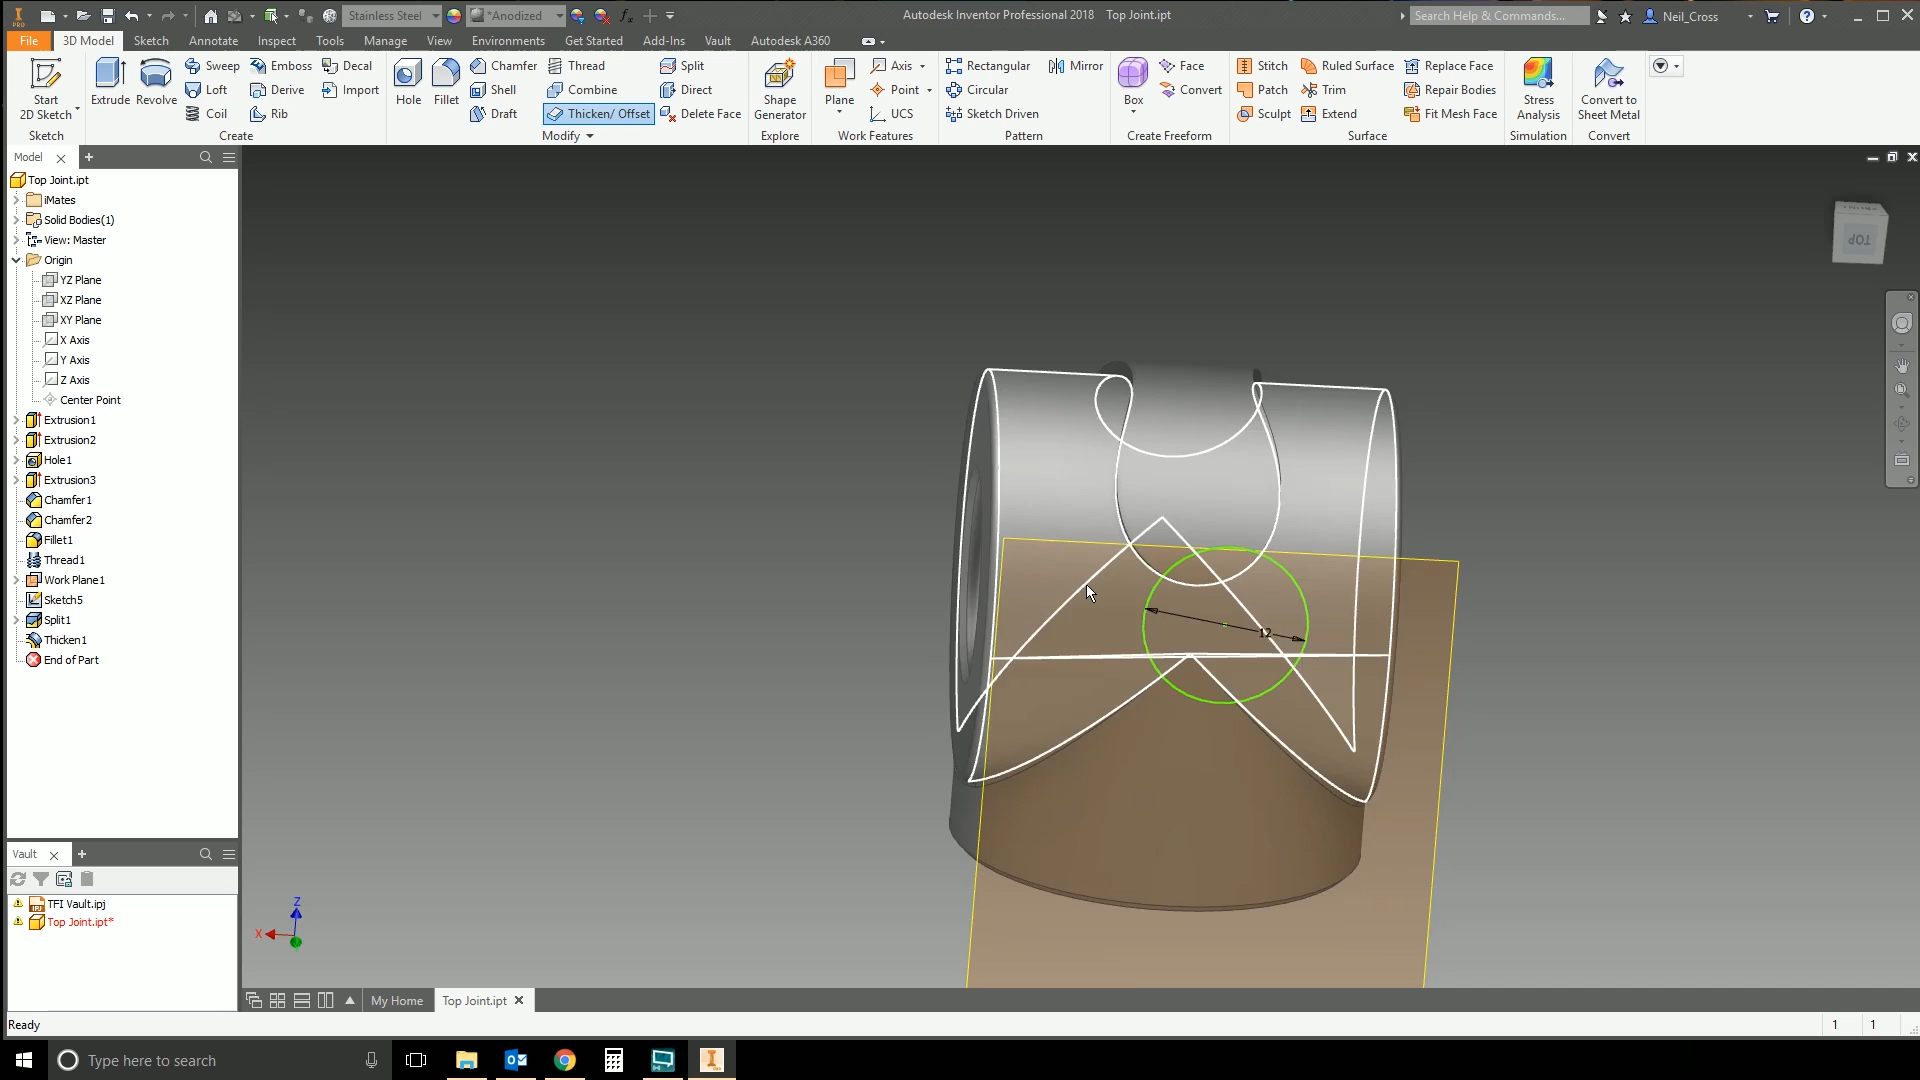 PRO
Stainless Steel
*Anodized
fx
Autodesk Inventor Professional 2018 Top Joint.ipt
Search Help & Commands...
Neil_Cross
File
3D Model
Sketch
Annotate
Inspect
Tools
Manage
View
Environments
Get Started
Add-Ins
Vault
Autodesk A360
Start
2D Sketch
Sketch
Extrude
Revolve
Sweep
Emboss
Decal
Loft
Derive
Import
Coil
Rib
Create
Hole
Fillet
Chamfer
Thread
Split
Shell
Combine
Direct
Draft
Thicken/ Offset
Delete Face
Modify
Shape
Generator
Explore
Plane
Axis
Point
UCS
Work Features
Rectangular
Mirror
Circular
Sketch Driven
Pattern
Box
Face
Convert
Create Freeform
Stitch
Ruled Surface
Replace Face
Patch
Trim
Repair Bodies
Sculpt
Extend
Fit Mesh Face
Surface
Stress
Analysis
Simulation
Convert to
Sheet Metal
Convert
Model
Top Joint.ipt
iMates
Solid Bodies(1)
View: Master
Origin
YZ Plane
XZ Plane
XY Plane
X Axis
Y Axis
Z Axis
Center Point
Extrusion1
Extrusion2
Hole1
Extrusion3
Chamfer1
Chamfer2
Fillet1
Thread1
Work Plane1
Sketch5
Split1
Thicken1
End of Part
TOP
12
Vault
TFI Vault.ipj
Top Joint.ipt*
Z
X
My Home
Top Joint.ipt
Ready
1 1
Type here to search